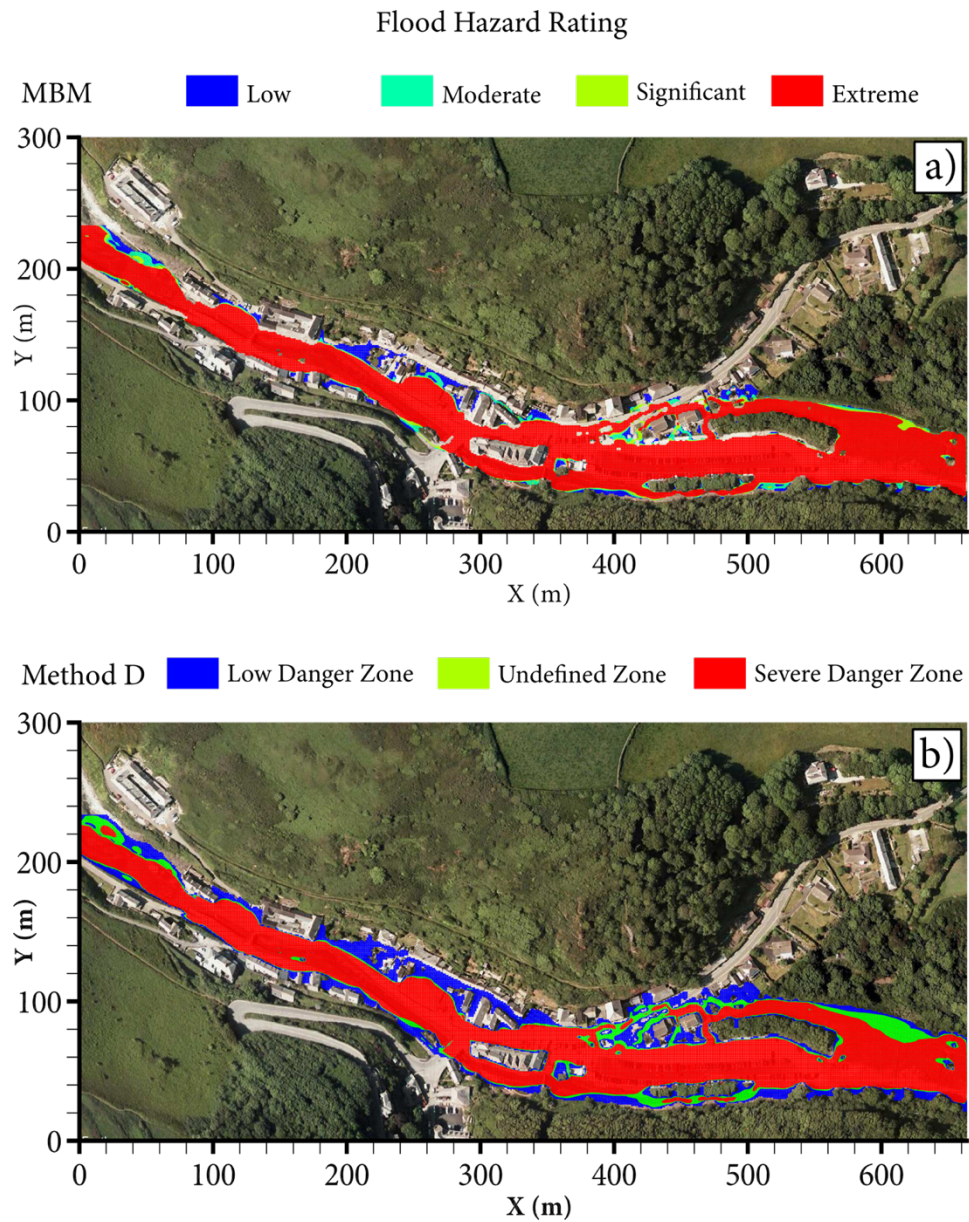 Flood Hazard Rating
MBM Low Moderate Significant Extreme
300
a)
200
Y (m)
100
0
0 100 200 300 400 500 600
X (m)
Method D Low Danger Zone Undefined Zone Severe Danger Zone
300
b)
200
Y (m)
100
0
0 100 200 300 400 500 600
X (m)